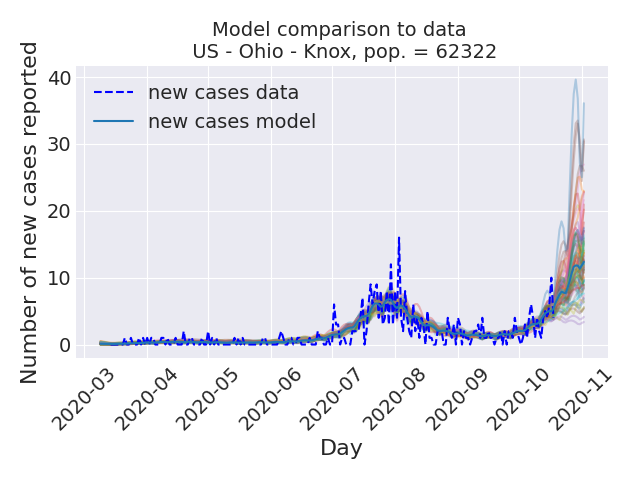 Model comparison to data
US - Ohio - Knox, pop. = 62322
Number of new cases reported
40
30
20
10
0
new cases data
new cases model
2020-03
2020-04
2020-05
2020-06
2020-07
2020-08
2020-09
2020-10
2020-11
Day